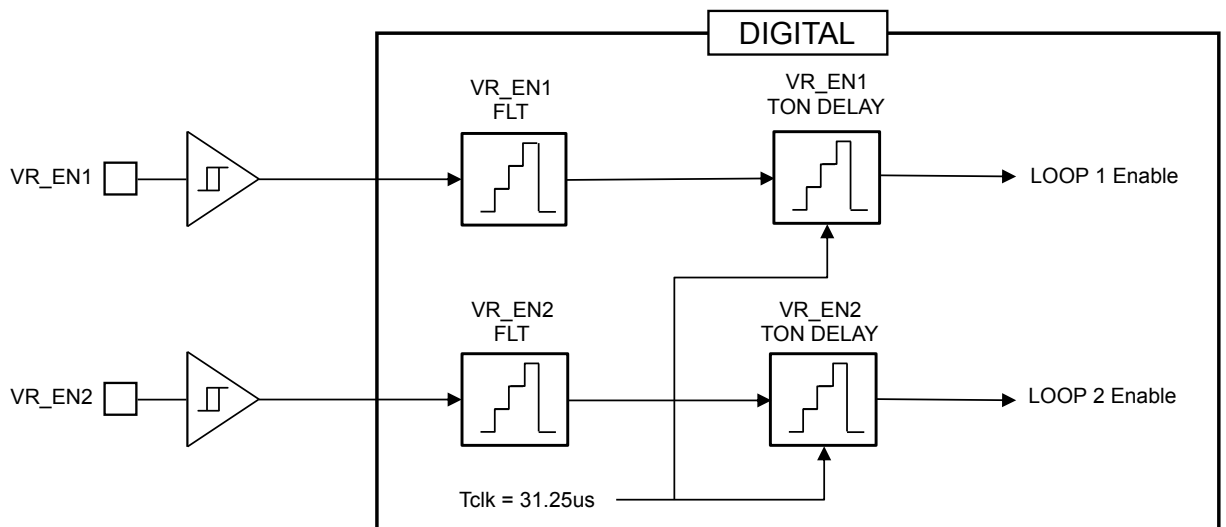 DIGITAL
VR_EN1
FLT
VR_EN1
TON DELAY
VR_EN1
LOOP 1 Enable
VR_EN2
FLT
VR_EN2
TON DELAY
VR_EN2
LOOP 2 Enable
Tclk = 31.25us